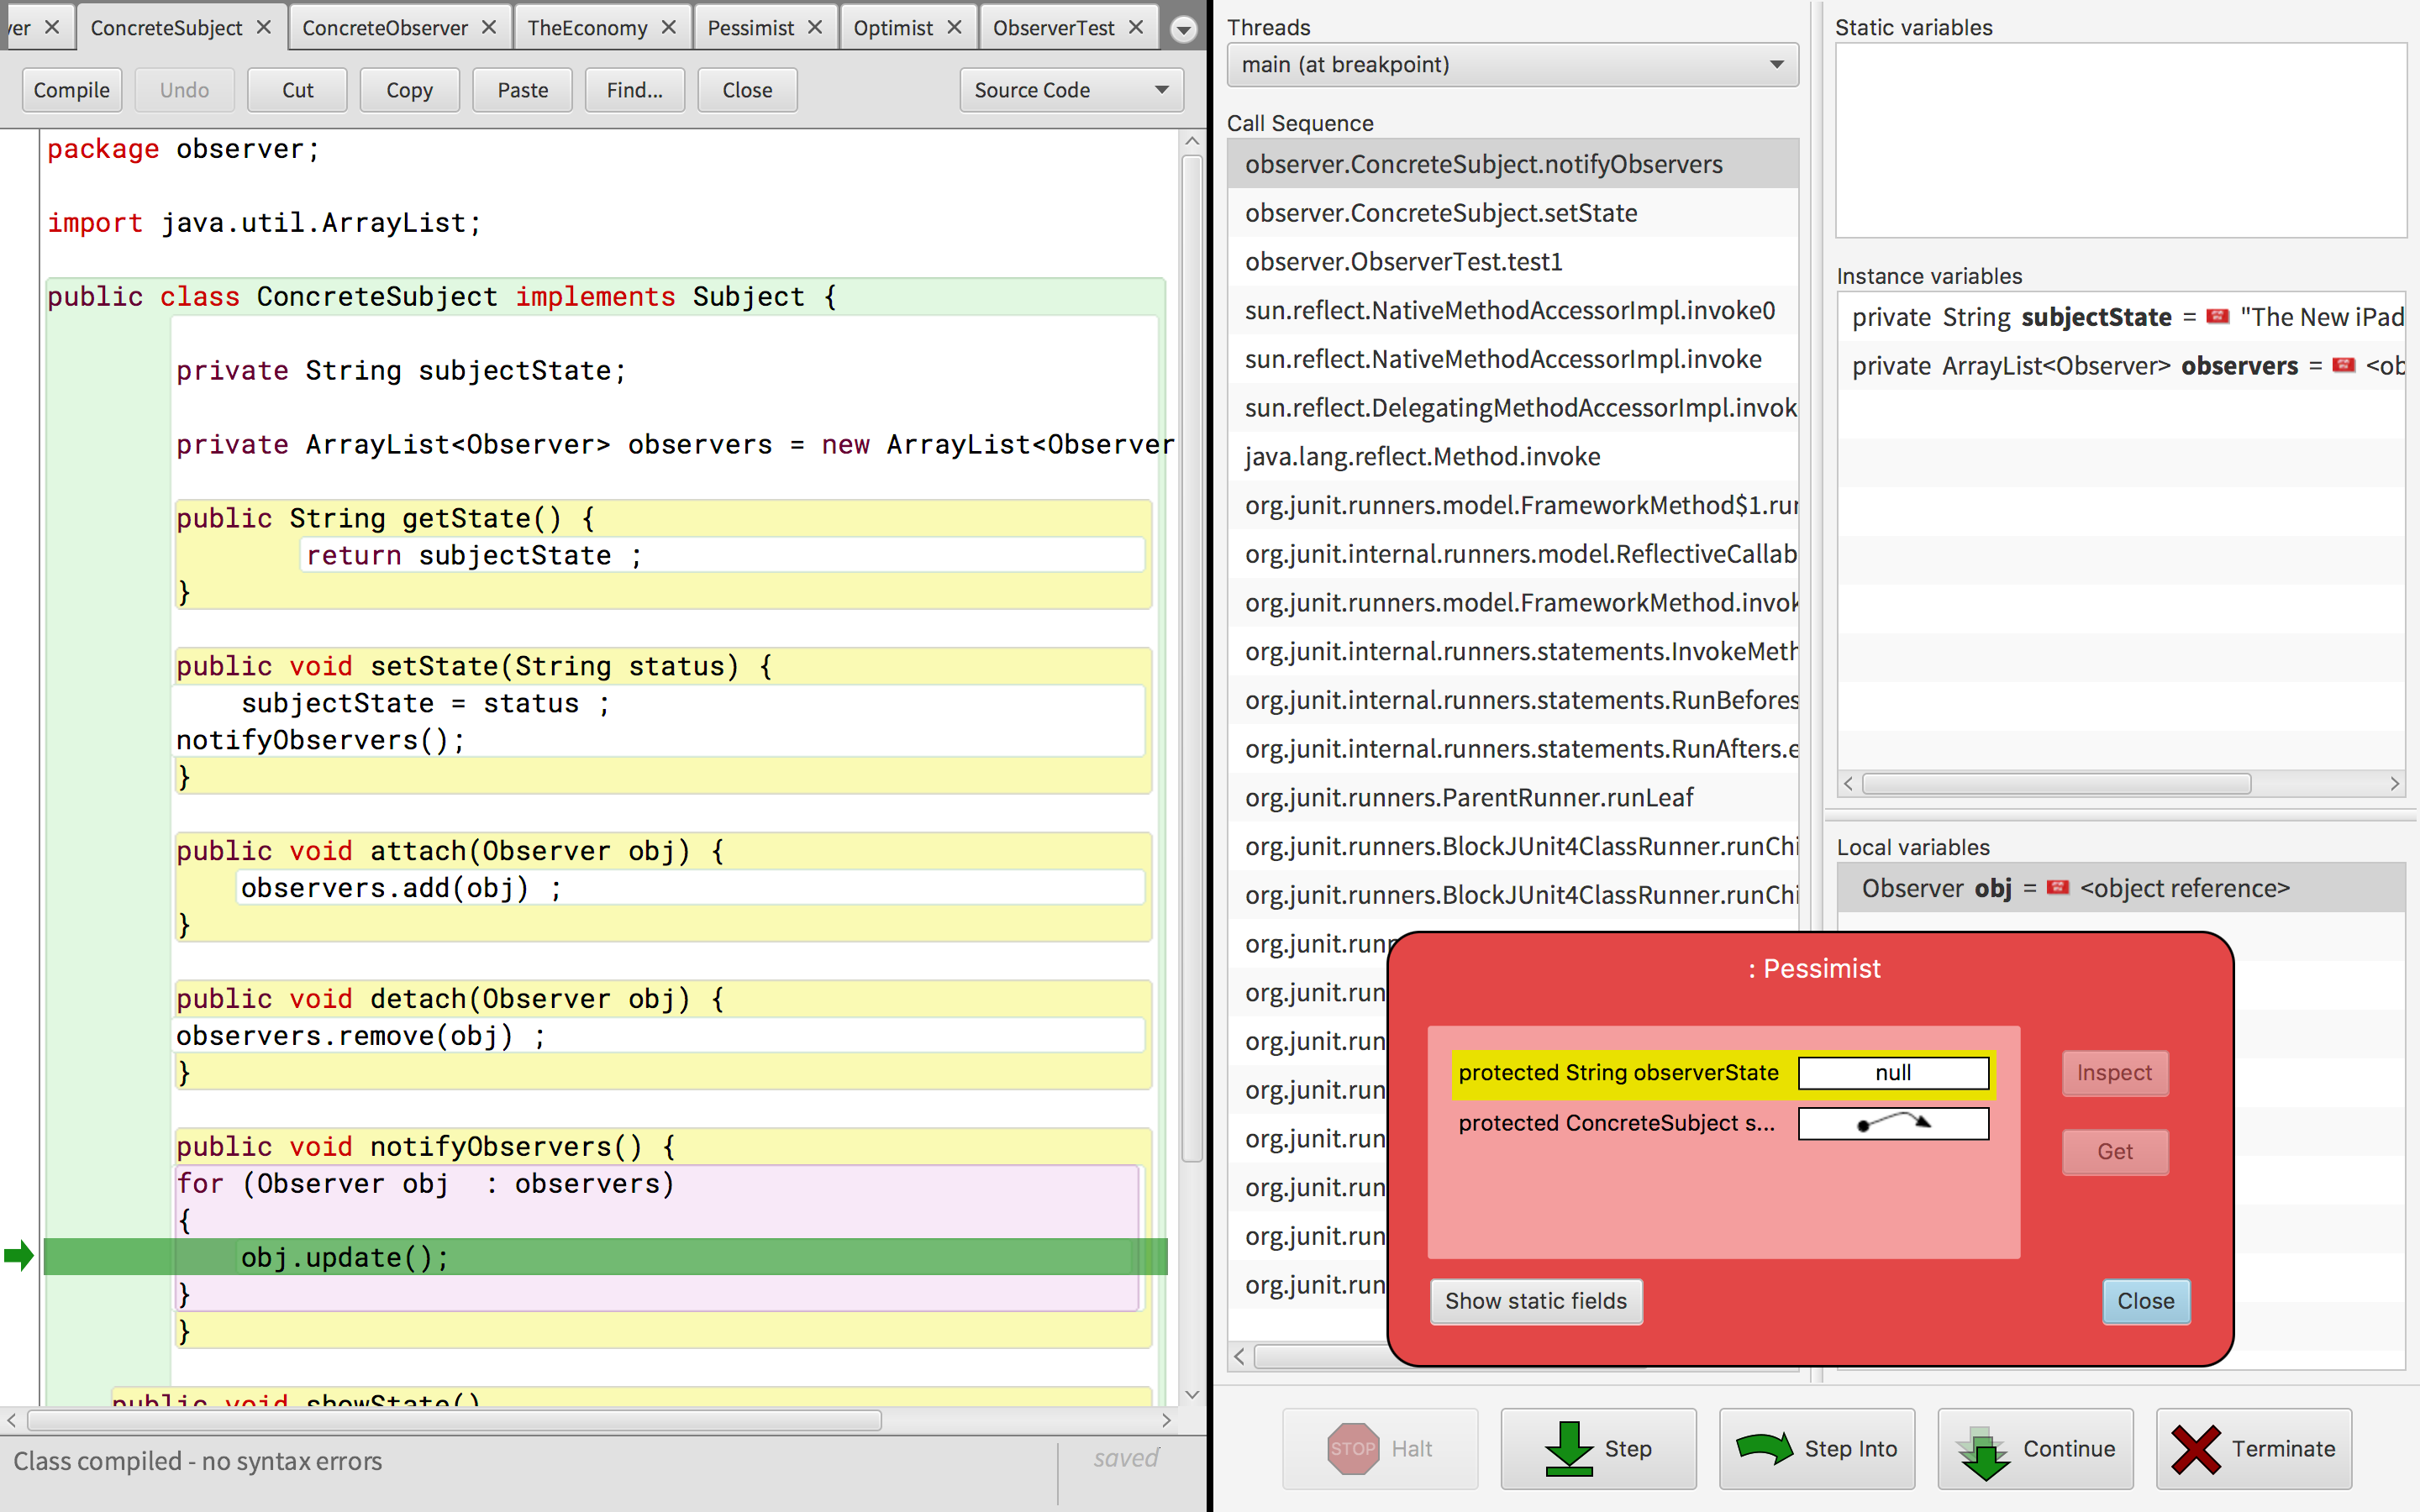 ver
ConcreteSubject
ConcreteObserver
TheEconomy
Pessimist
Optimist
ObserverTest
Compile
Undo
Cut
Copy
Paste
Find...
Close
Source Code
package observer;
import java.util.ArrayList;
public class ConcreteSubject implements Subject {
private String subjectState;
private ArrayList<Observer> observers = new ArrayList<Observer
public String getState() {
return subjectState ;
}
public void setState(String status) {
subjectState = status ;
notifyObservers();
}
public void attach(Observer obj) {
observers.add(obj) ;
}
public void detach(Observer obj) {
observers.remove(obj) ;
}
public void notifyObservers() {
for (Observer obj  : observers)
{
obj.update();
}
}
public void showState()
Class compiled - no syntax errors
saved
Threads
main (at breakpoint)
Call Sequence
observer.ConcreteSubject.notifyObservers
observer.ConcreteSubject.setState
observer.ObserverTest.test1
sun.reflect.NativeMethodAccessorImpl.invoke0
sun.reflect.NativeMethodAccessorImpl.invoke
sun.reflect.DelegatingMethodAccessorImpl.invok
java.lang.reflect.Method.invoke
org.junit.runners.model.FrameworkMethod$1.run
org.junit.internal.runners.model.ReflectiveCallab
org.junit.runners.model.FrameworkMethod.invok
org.junit.internal.runners.statements.InvokeMeth
org.junit.internal.runners.statements.RunBefores
org.junit.internal.runners.statements.RunAfters.e
org.junit.runners.ParentRunner.runLeaf
org.junit.runners.BlockJUnit4ClassRunner.runChi
org.junit.runners.BlockJUnit4ClassRunner.runChi
org.junit.runn
org.junit.run
org.junit.run
org.junit.run
org.junit.run
org.junit.run
org.junit.run
org.junit.run
Static variables
Instance variables
private String subjectState = "The New iPad
private ArrayList<Observer> observers = <ob
Local variables
Observer obj = <object reference>
: Pessimist
protected String observerState null
protected ConcreteSubject s...
Inspect
Get
Show static fields
Close
STOP Halt
Step
Step Into
Continue
Terminate